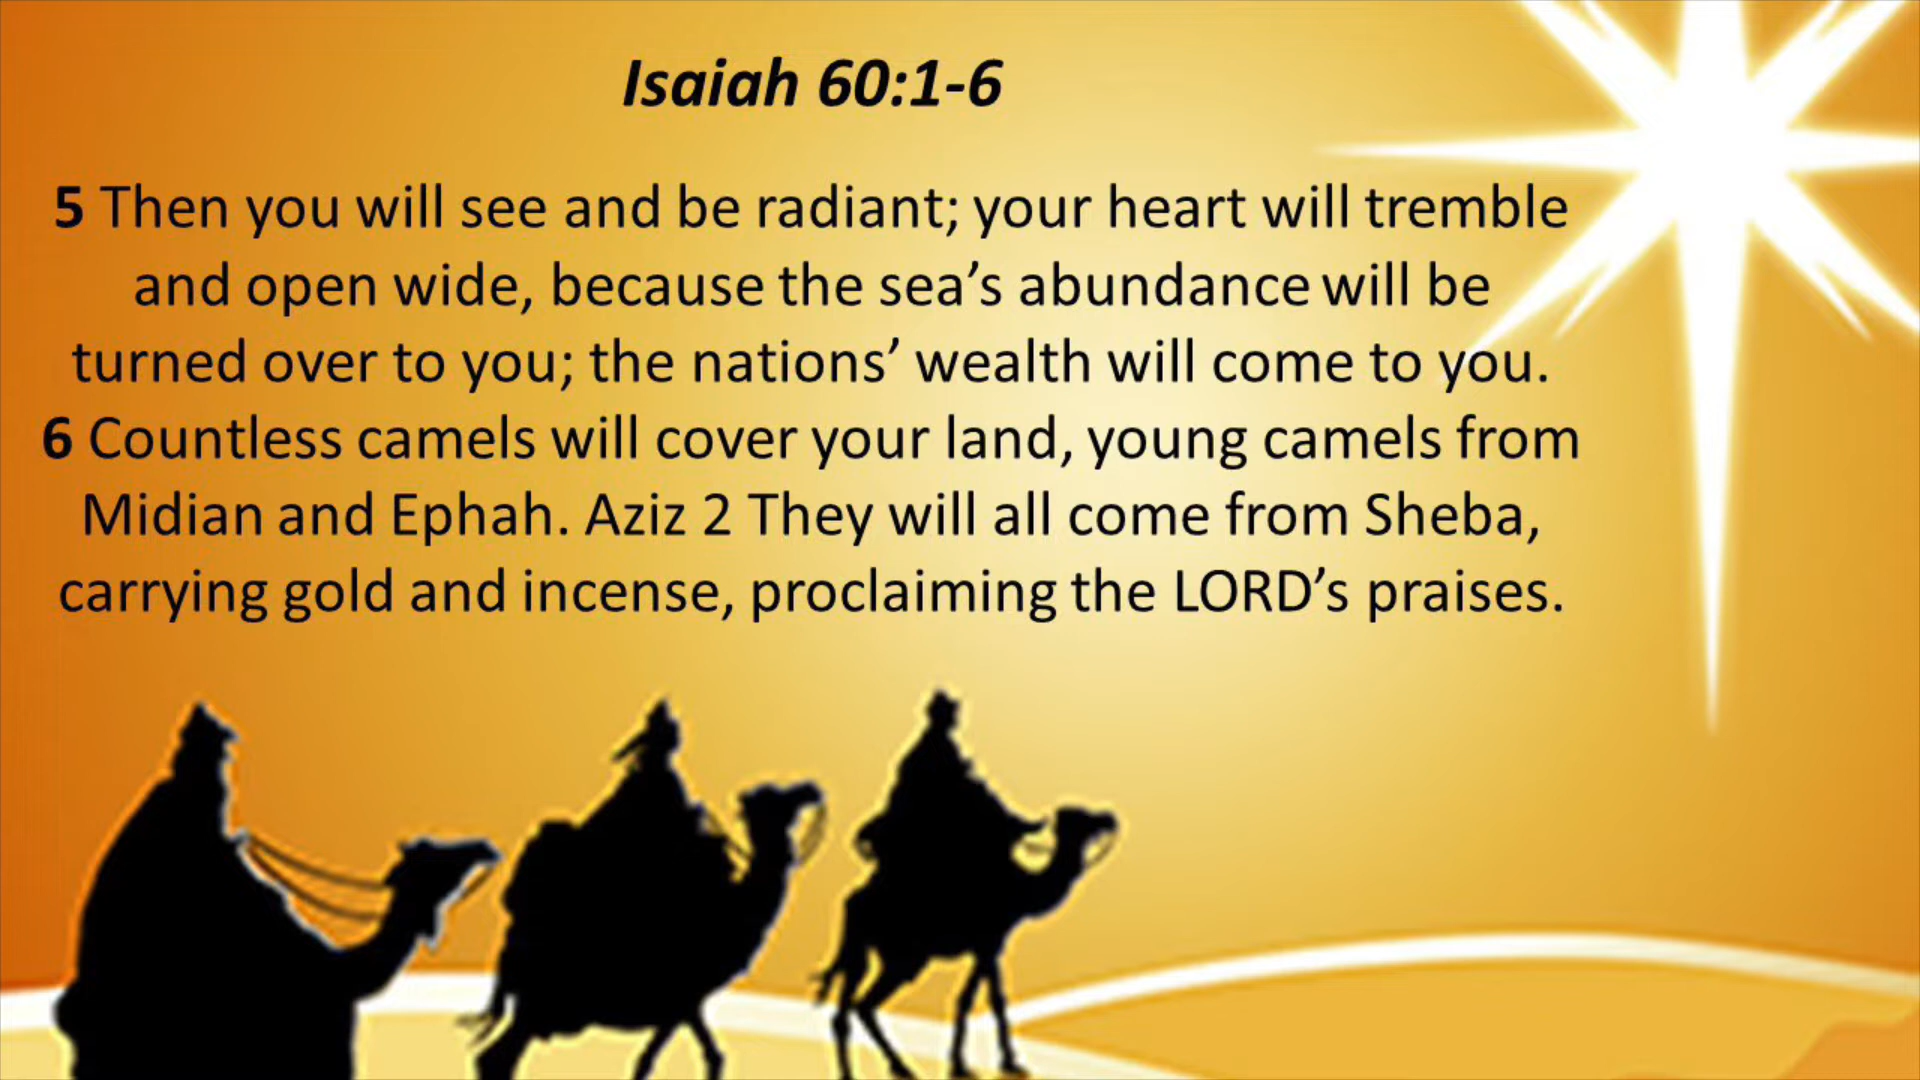 Isaiah 60:1-6
5 Then you will see and be radiant; your heart will tremble
and open wide, because the sea’s abundance will be
turned over to you; the nations’ wealth will come to you.
6 Countless camels will cover your land, young camels from
Midian and Ephah. Aziz 2 They will all come from Sheba,
carrying gold and incense, proclaiming the LORD’s praises.